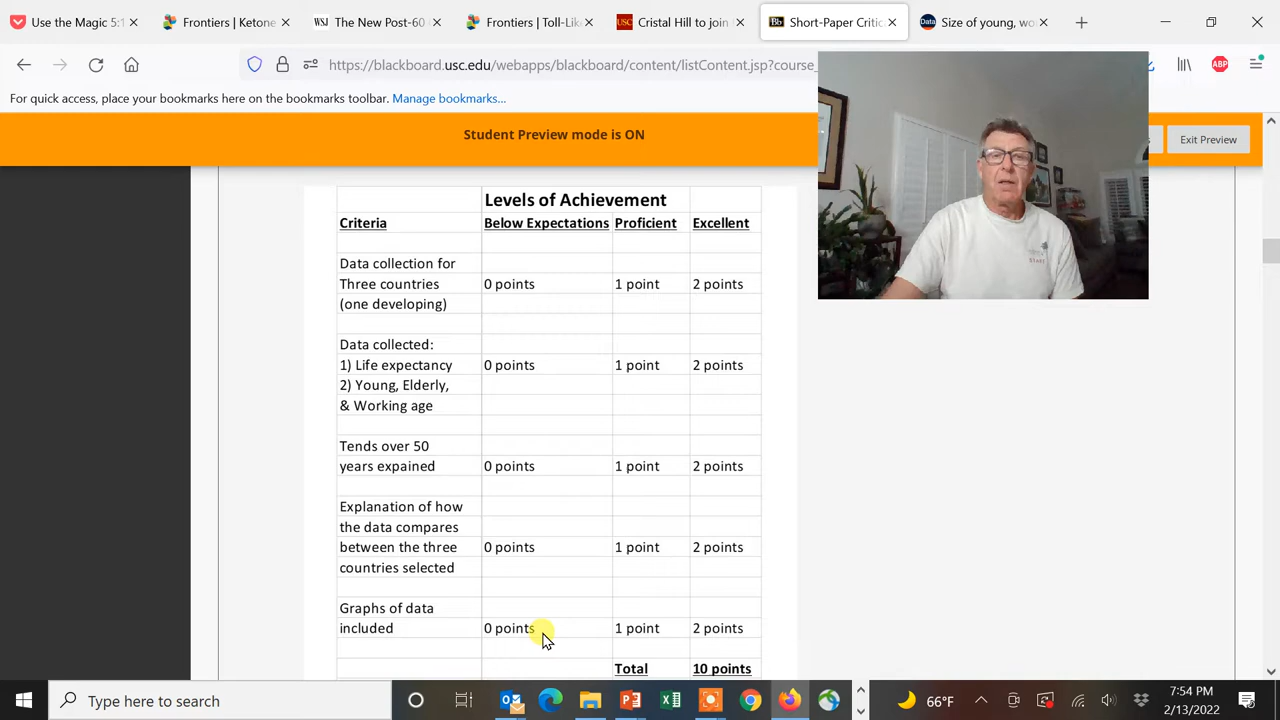 Use the Magic 5:1
Frontiers | Ketone
WSJ The New Post-60
Frontiers | Toll-Lik
USC Cristal Hill to join
Bb Short-Paper Critic
Data Size of young, wo
https://blackboard.usc.edu/webapps/blackboard/content/listContent.jsp?course_
ABP
For quick access, place your bookmarks here on the bookmarks toolbar. Manage bookmarks...
Student Preview mode is ON
Exit Preview
Levels of Achievement
Criteria Below Expectations Proficient Excellent
Data collection for
Three countries 0 points 1 point 2 points
(one developing)
Data collected:
1) Life expectancy 0 points 1 point 2 points
2) Young, Elderly,
& Working age
Tends over 50
years expained 0 points 1 point 2 points
Explanation of how
the data compares
between the three 0 points 1 point 2 points
countries selected
Graphs of data
included 0 points 1 point 2 points
Total 10 points
STAFF
Type here to search
66°F
7:54 PM
2/13/2022